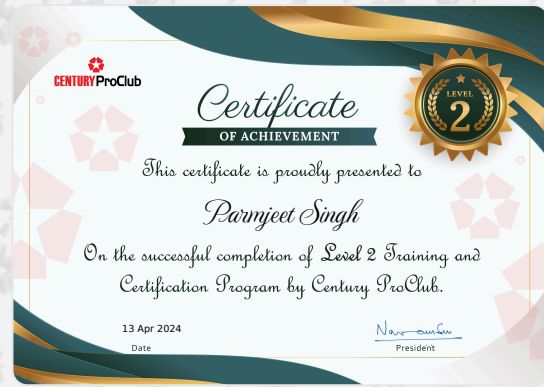 CENTURY ProClub
Certificate
OF ACHIEVEMENT
LEVEL
2
This certificate is proudly presented to
Parmjeet Singh
On the successful completion of Level 2 Training and
Certification Program by Century ProClub.
13 Apr 2024
Date
President